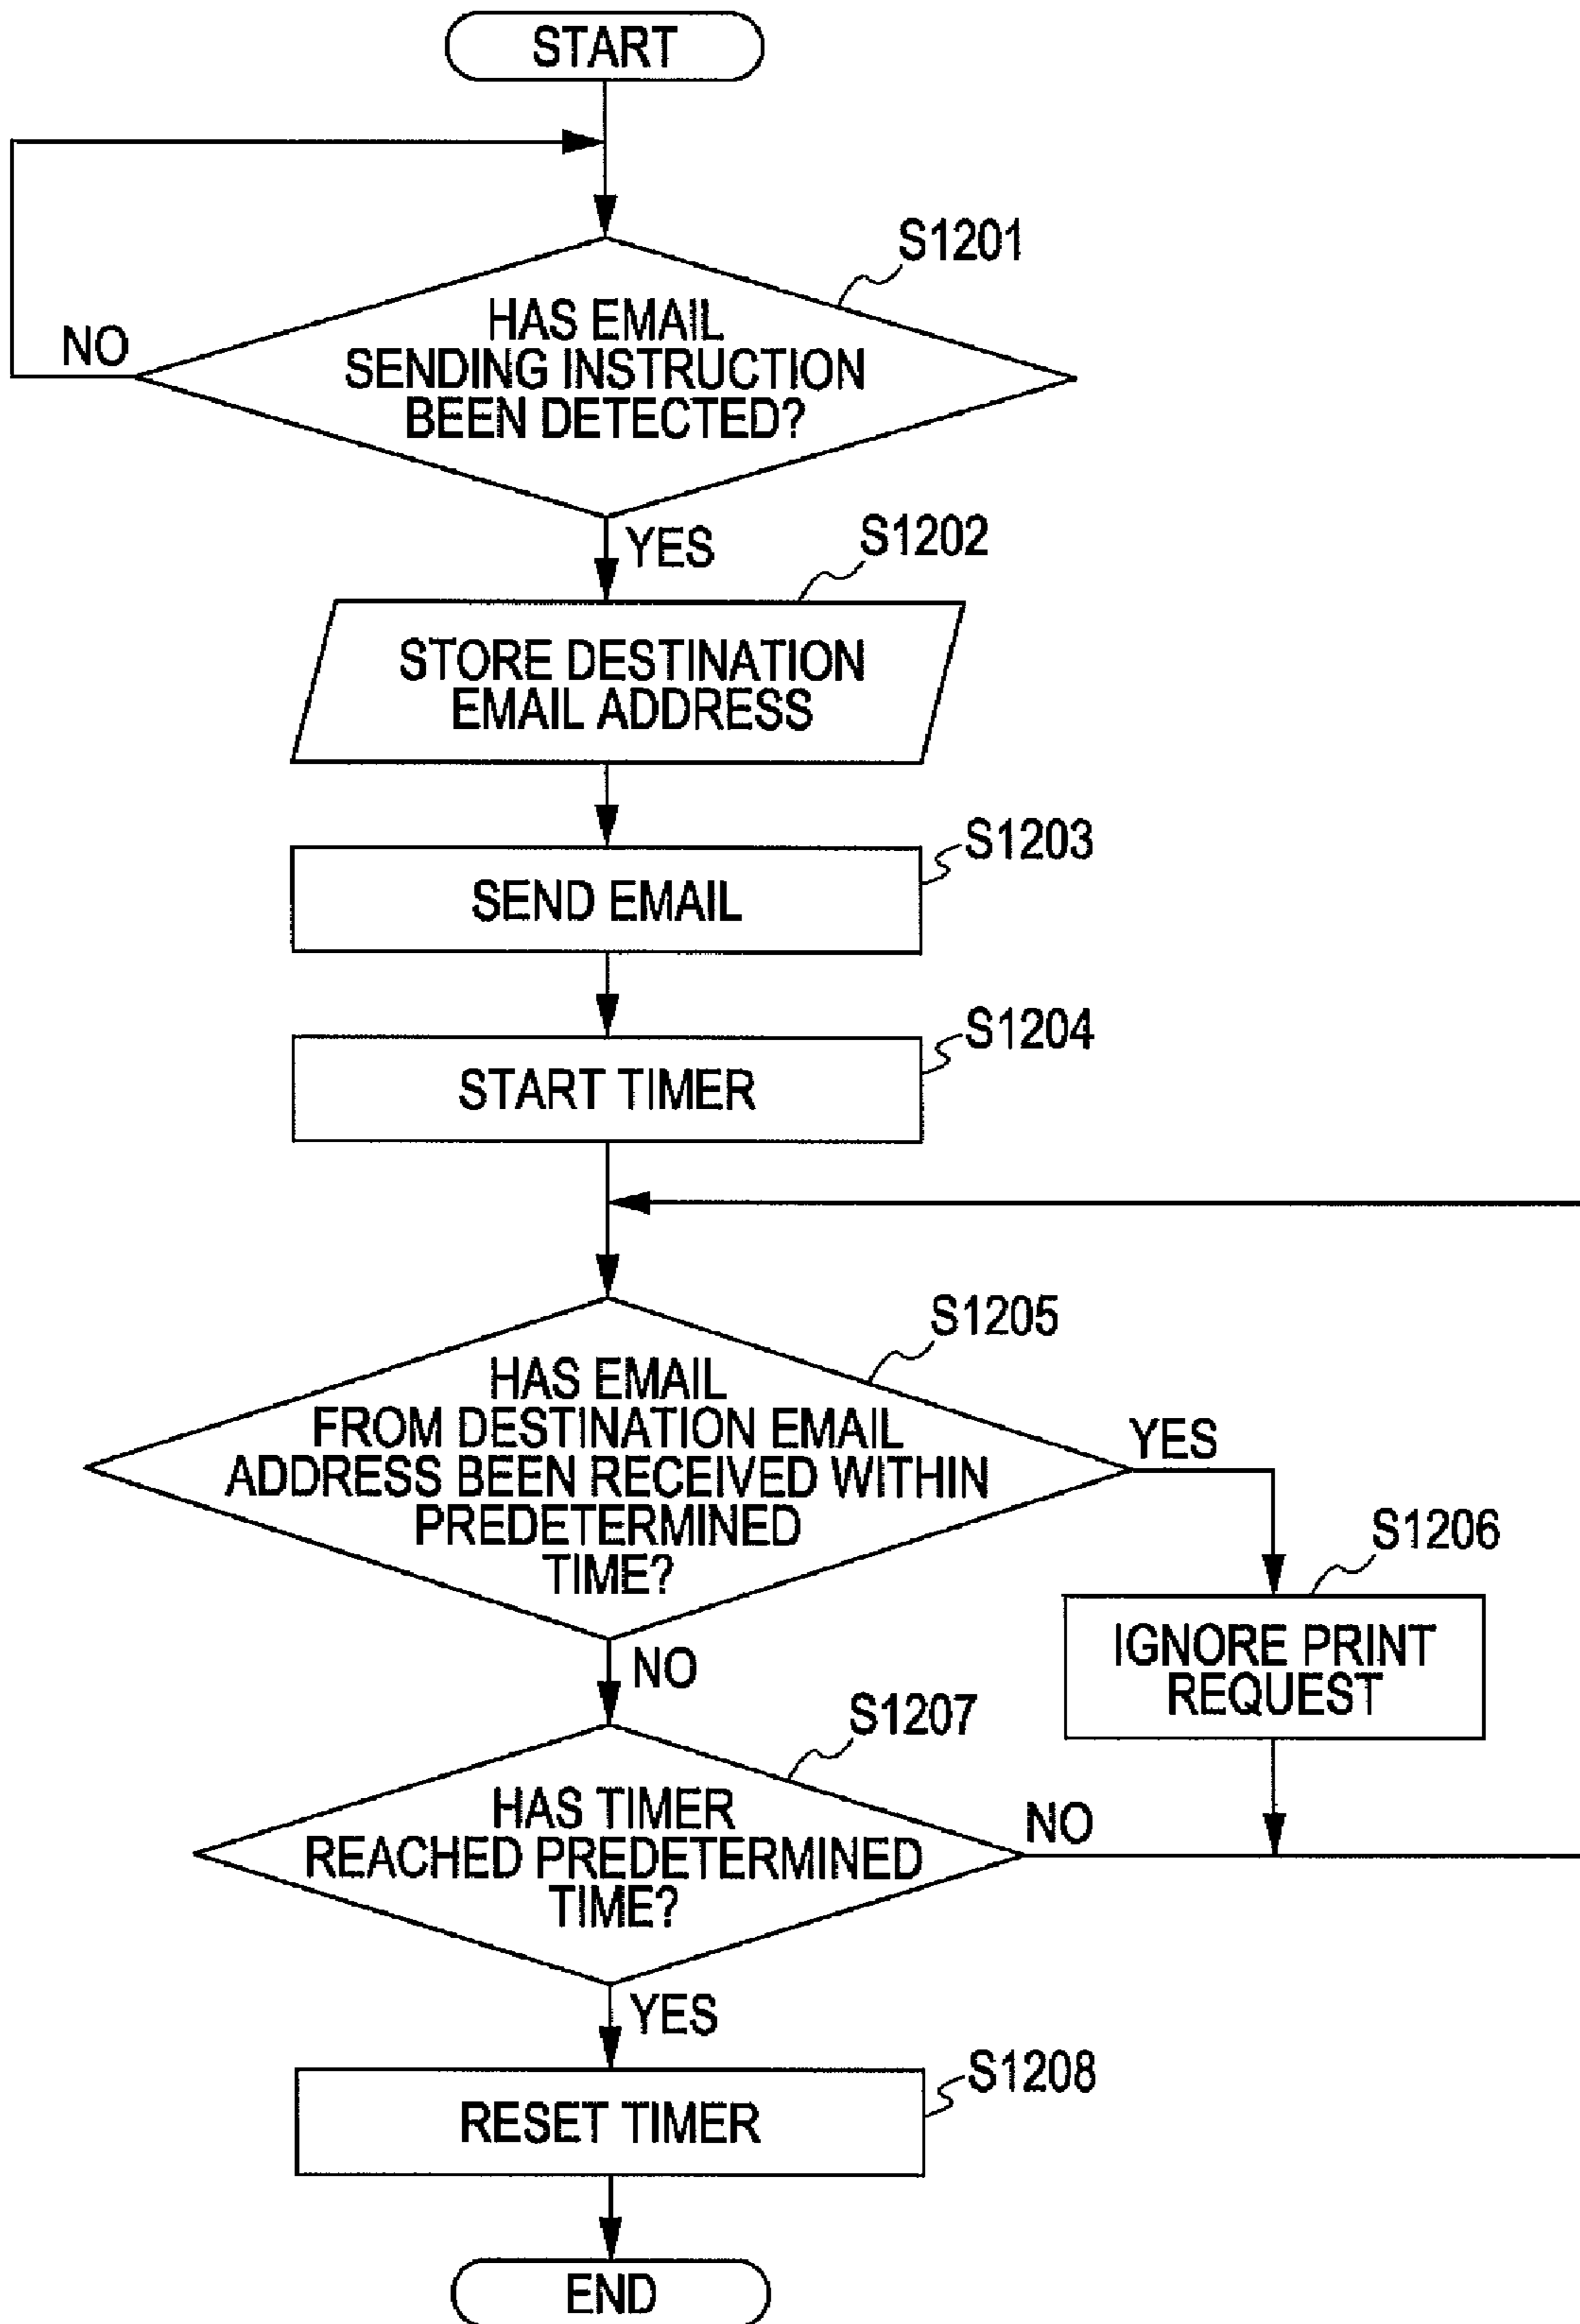 START
S1201
HAS EMAIL
SENDING INSTRUCTION
BEEN DETECTED?
NO
YES
S1202
STORE DESTINATION
EMAIL ADDRESS
S1203
SEND EMAIL
S1204
START TIMER
S1205
HAS EMAIL
FROM DESTINATION EMAIL
ADDRESS BEEN RECEIVED WITHIN
PREDETERMINED
TIME?
YES
S1206
IGNORE PRINT
REQUEST
NO
S1207
HAS TIMER
REACHED PREDETERMINED
TIME?
NO
YES
S1208
RESET TIMER
END